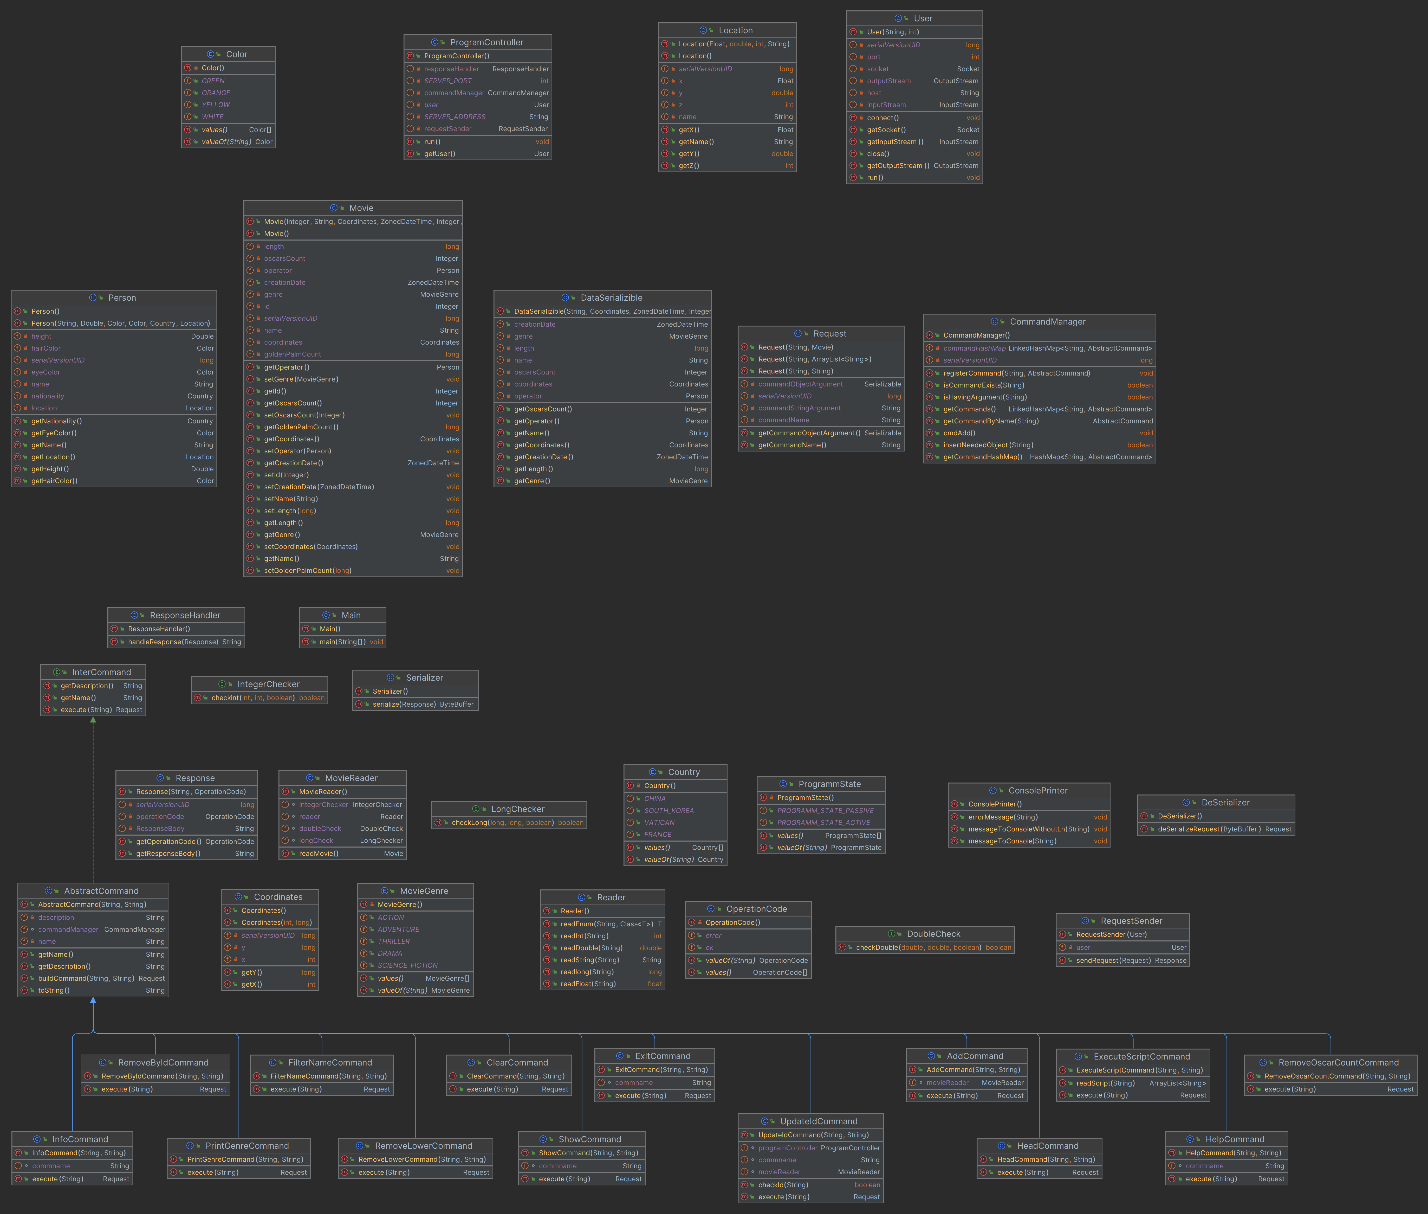 Color
Color()
GREEN
ORANGE
YELLOW
WHITE
values() Color[]
valueOf(String) Color
ProgramController
ProgramController()
responseHandler ResponseHandler
SERVER_PORT int
commandManager CommandManager
user User
SERVER_ADDRESS String
requestSender RequestSender
run() void
getUser() User
Location
Location(Float, double, int, String)
Location()
serialVersionUID long
x Float
y double
z int
name String
getX() Float
getName() String
getY() double
getZ() int
User
User(String, int)
serialVersionUID long
port int
socket Socket
outputStream OutputStream
host String
inputStream InputStream
connect() void
getSocket() Socket
getInputStream() InputStream
close() void
getOutputStream() OutputStream
run() void
Movie
Movie(Integer, String, Coordinates, ZonedDateTime, Integer,
Movie()
length long
oscarsCount Integer
operator Person
creationDate ZonedDateTime
genre MovieGenre
id Integer
serialVersionUID long
name String
coordinates Coordinates
goldenPalmCount long
getOperator() Person
setGenre(MovieGenre) void
getId() Integer
getOscarsCount() Integer
setOscarsCount(Integer) void
getGoldenPalmCount() long
getCoordinates() Coordinates
setOperator(Person) void
getCreationDate() ZonedDateTime
setId(Integer) void
setCreationDate(ZonedDateTime) void
setName(String) void
setLength(long) void
getLength() long
getGenre() MovieGenre
setCoordinates(Coordinates) void
getName() String
setGoldenPalmCount(long) void
Person
Person()
Person(String, Double, Color, Color, Country, Location)
height Double
hairColor Color
serialVersionUID long
eyeColor Color
name String
nationality Country
location Location
getNationality() Country
getEyeColor() Color
getName() String
getLocation() Location
getHeight() Double
getHairColor() Color
DataSerializible
DataSerializible(String, Coordinates, ZonedDateTime, Integer
creationDate ZonedDateTime
genre MovieGenre
length long
name String
oscarsCount Integer
coordinates Coordinates
operator Person
getOscarsCount() Integer
getOperator() Person
getName() String
getCoordinates() Coordinates
getCreationDate() ZonedDateTime
getLength() long
getGenre() MovieGenre
Request
Request(String, Movie)
Request(String, ArrayList<String>)
Request(String, String)
commandObjectArgument Serializable
serialVersionUID long
commandStringArgument String
commandName String
getCommandObjectArgument() Serializable
getCommandName() String
CommandManager
CommandManager()
commandHashMap LinkedHashMap<String, AbstractCommand>
serialVersionUID long
registerCommand(String, AbstractCommand) void
isCommandExists(String) boolean
isHavingArgument(String) boolean
getCommands() LinkedHashMap<String, AbstractCommand>
getCommandByName(String) AbstractCommand
cmdAdd() void
insertNeededObject(String) boolean
getCommandHashMap() HashMap<String, AbstractCommand>
ResponseHandler
ResponseHandler()
handleResponse(Response) String
Main
Main()
main(String[]) void
InterCommand
getDescription() String
getName() String
execute(String) Request
IntegerChecker
checkInt(int, int, boolean) boolean
Serializer
Serializer()
serialize(Response) ByteBuffer
Response
Response(String, OperationCode)
serialVersionUID long
operationCode OperationCode
ResponseBody String
getOperationCode() OperationCode
getResponseBody() String
MovieReader
MovieReader()
integerChecker IntegerChecker
reader Reader
doubleCheck DoubleCheck
longCheck LongChecker
readMovie() Movie
LongChecker
checkLong(long, long, boolean) boolean
Country
Country()
CHINA
SOUTH_KOREA
VATICAN
FRANCE
values() Country[]
valueOf(String) Country
ProgrammState
ProgrammState()
PROGRAMM_STATE_PASSIVE
PROGRAMM_STATE_ACTIVE
values() ProgrammState[]
valueOf(String) ProgrammState
ConsolePrinter
ConsolePrinter()
errorMessage(String) void
messageToConsoleWithoutLn(String) void
messageToConsole(String) void
DeSerializer
DeSerializer()
deSerializeRequest(ByteBuffer) Request
AbstractCommand
AbstractCommand(String, String)
description String
commandManager CommandManager
name String
getName() String
getDescription() String
buildCommand(String, String) Request
toString() String
Coordinates
Coordinates()
Coordinates(int, long)
serialVersionUID long
y long
x int
getY() long
getX() int
MovieGenre
MovieGenre()
ACTION
ADVENTURE
THRILLER
DRAMA
SCIENCE_FICTION
values() MovieGenre[]
valueOf(String) MovieGenre
Reader
Reader()
readEnum(String, Class<T>) T
readInt(String) int
readDouble(String) double
readString(String) String
readlong(String) long
readFloat(String) float
OperationCode
OperationCode()
error
ok
valueOf(String) OperationCode
values() OperationCode[]
DoubleCheck
checkDouble(double, double, boolean) boolean
RequestSender
RequestSender(User)
user User
sendRequest(Request) Response
RemoveByIdCommand
RemoveByIdCommand(String, String)
execute(String) Request
FilterNameCommand
FilterNameCommand(String, String)
execute(String) Request
ClearCommand
ClearCommand(String, String)
execute(String) Request
ExitCommand
ExitCommand(String, String)
commname String
execute(String) Request
AddCommand
AddCommand(String, String)
movieReader MovieReader
execute(String) Request
ExecuteScriptCommand
ExecuteScriptCommand(String, String)
readScript(String) ArrayList<String>
execute(String) Request
RemoveOscarCountCommand
RemoveOscarCountCommand(String, String)
execute(String) Request
InfoCommand
InfoCommand(String, String)
commname String
execute(String) Request
PrintGenreCommand
PrintGenreCommand(String, String)
execute(String) Request
RemoveLowerCommand
RemoveLowerCommand(String, String)
execute(String) Request
ShowCommand
ShowCommand(String, String)
commname String
execute(String) Request
UpdateIdCommand
UpdateIdCommand(String, String)
programController ProgramController
commname String
movieReader MovieReader
checkId(String) boolean
execute(String) Request
HeadCommand
HeadCommand(String, String)
execute(String) Request
HelpCommand
HelpCommand(String, String)
commname String
execute(String) Request